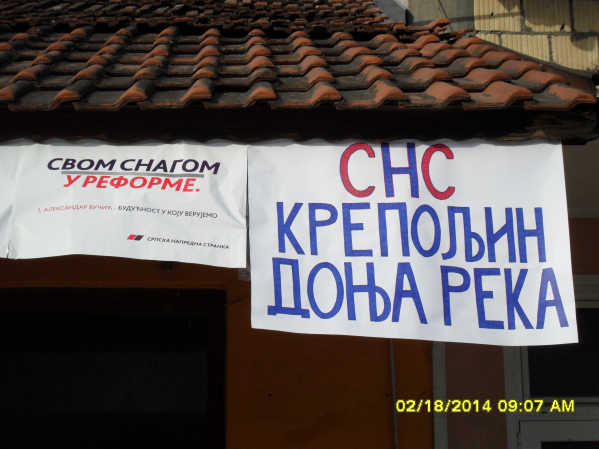 СВОМ СНАГОМ
У РЕФОРМЕ.
1. АЛЕКСАНДАР ВУЧИЋ - БУДУЋНОСТ У КОЈУ ВЕРУЈЕМО
СРПСКА НАПРЕДНА СТРАНКА
СНС
КРЕПОЉИН
ДОЊА РЕКА
02/18/2014 09:07 AM